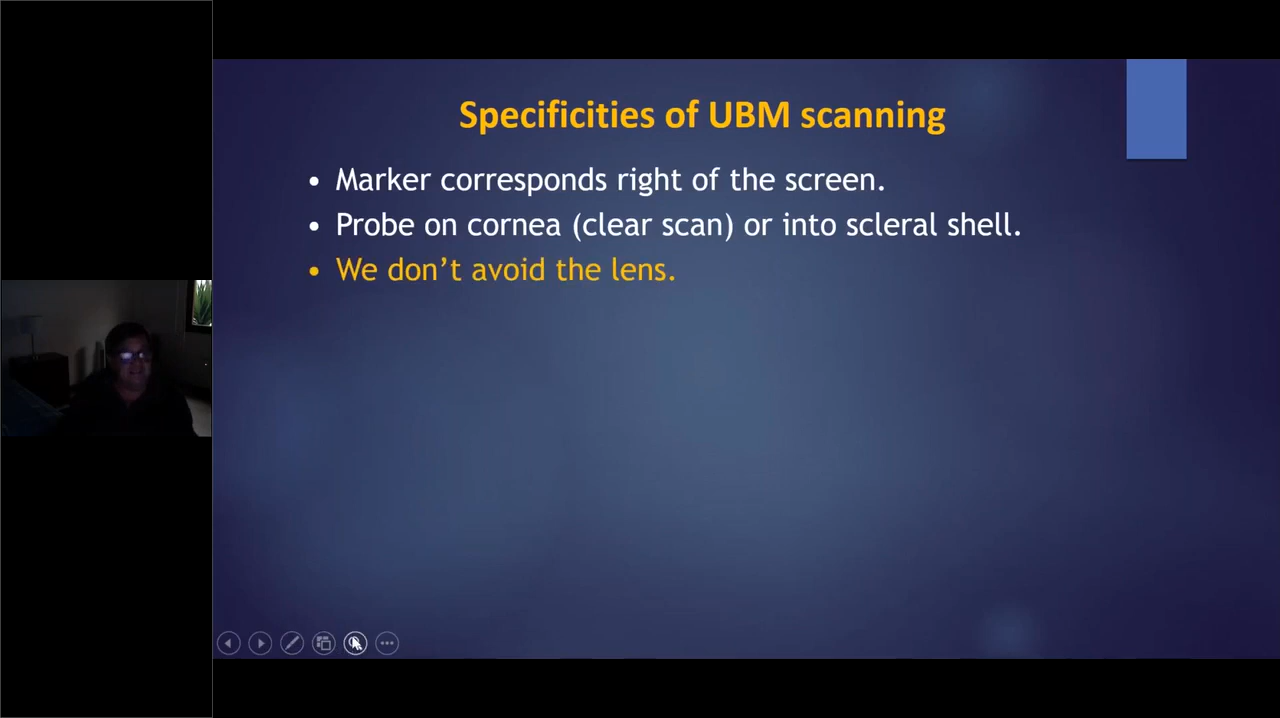 Specificities of UBM scanning
• Marker corresponds right of the screen.
• Probe on cornea (clear scan) or into scleral shell.
• We don’t avoid the lens.